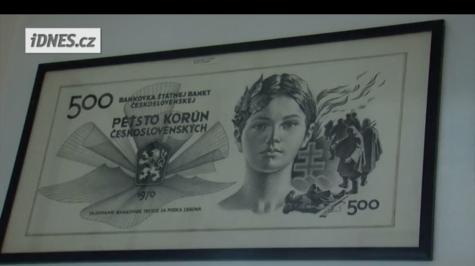 iDNES.cz
500
BANKOVKA ŠTÁTNEJ BANKY
ČESKOSLOVENSKEJ
PÄŤSTO KORÚN
ČESKOSLOVENSKÝCH
1970
500